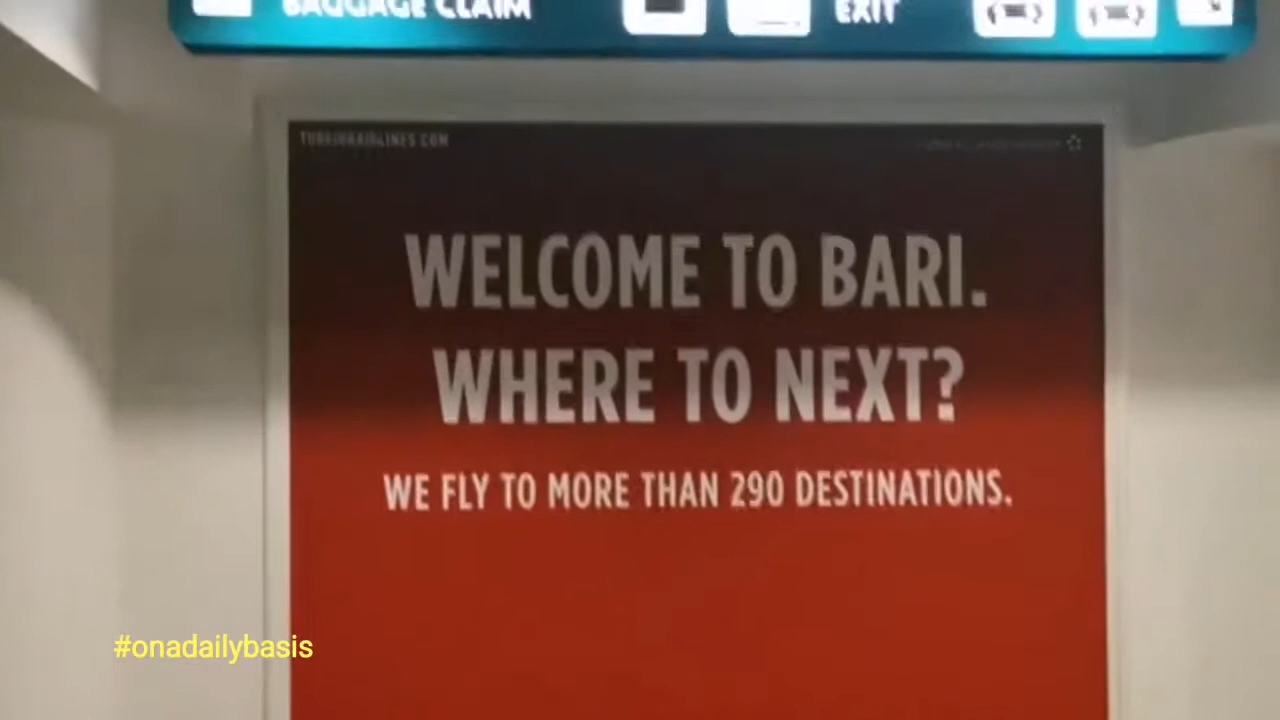 BAGGAGE CLAIM
EXIT
TURKISHAIRLINES.COM
WELCOME TO BARI.
WHERE TO NEXT?
WE FLY TO MORE THAN 290 DESTINATIONS.
#onadailybasis